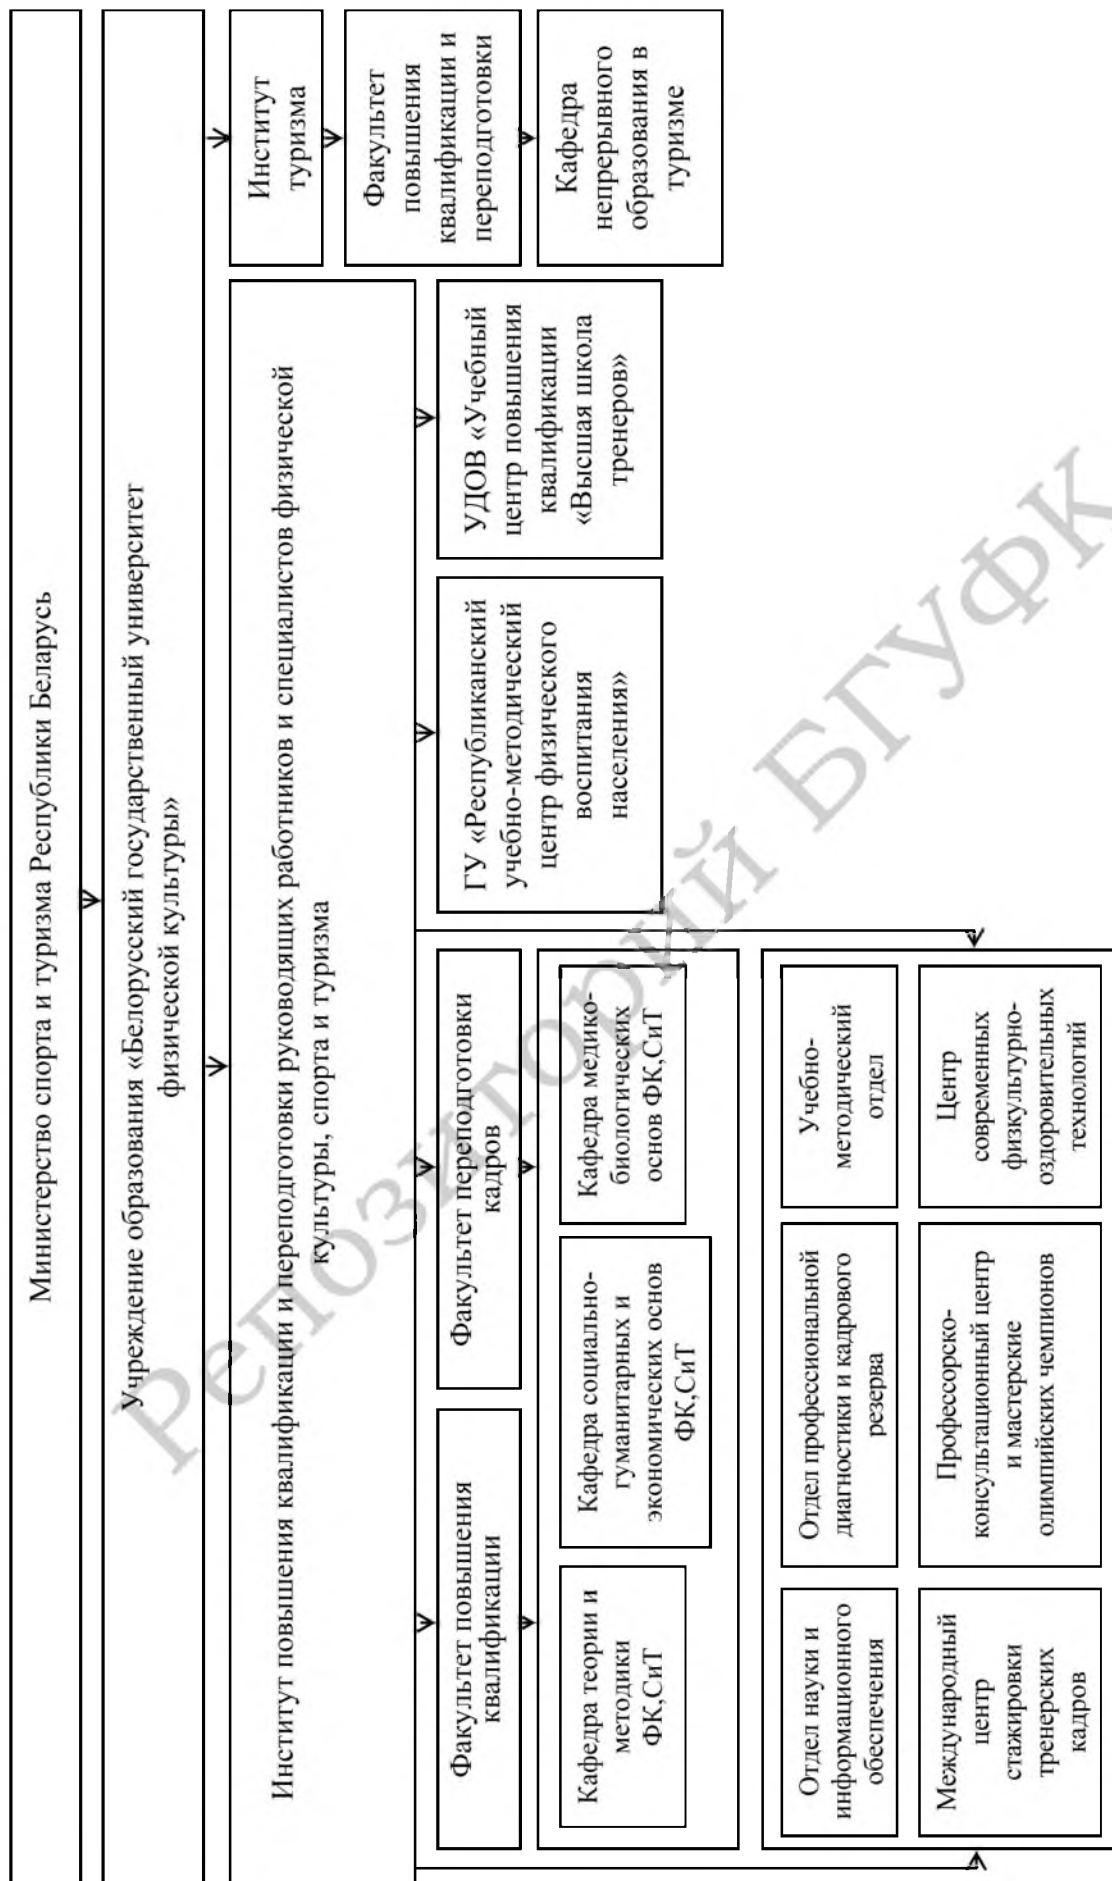 Министерство спорта и туризма Республики Беларусь
Учреждение образования «Белорусский государственный университет
физической культуры»
Институт повышения квалификации и переподготовки руководящих работников и специалистов физической
культуры, спорта и туризма
Институт
туризма
Факультет повышения
квалификации
Факультет переподготовки
кадров
ГУ «Республиканский
учебно-методический
центр физического
воспитания
населения»
УДОВ «Учебный
центр повышения
квалификации
«Высшая школа
тренеров»
Факультет
повышения
квалификации и
переподготовки
Кафедра
непрерывного
образования в
туризме
Кафедра теории и
методики
ФК,СиТ
Кафедра социально-
гуманитарных и
экономических основ
ФК,СиТ
Кафедра медико-
биологических
основ ФК,СиТ
Отдел науки и
информационного
обеспечения
Отдел профессиональной
диагностики и кадрового
резерва
Учебно-
методический
отдел
Международный
центр
стажировки
тренерских
кадров
Профессорско-
консультационный центр
и мастерские
олимпийских чемпионов
Центр
современных
физкультурно-
оздоровительных
технологий
Репозиторий БГУФК